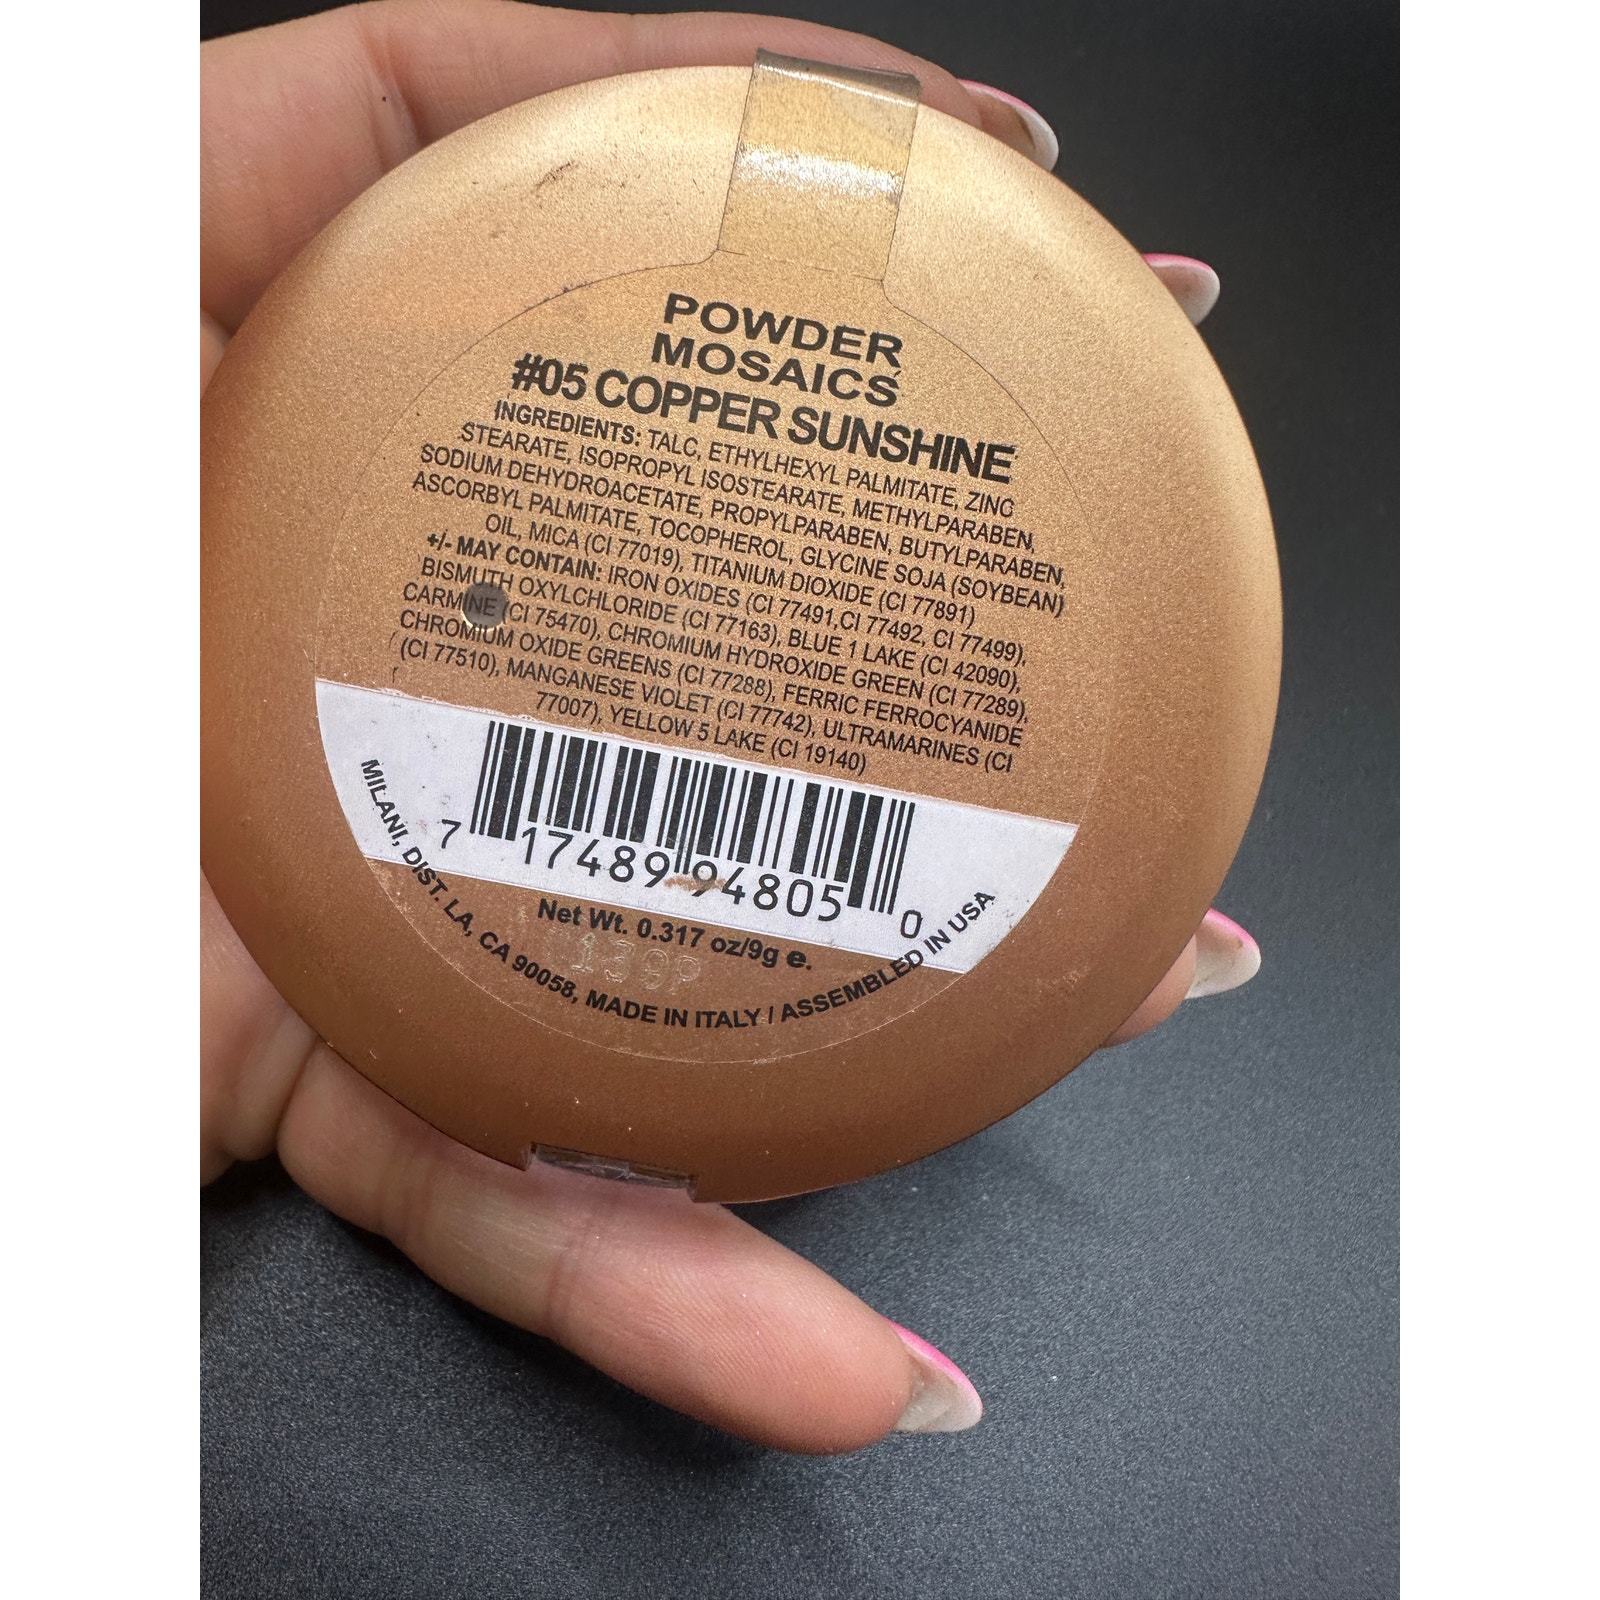 POWDER
MOSAICS
#05 COPPER SUNSHINE
INGREDIENTS: TALC, ETHYLHEXYL PALMITATE, ZINC
STEARATE, ISOPROPYL ISOSTEARATE, METHYLPARABEN,
SODIUM DEHYDROACETATE, PROPYLPARABEN, BUTYLPARABEN,
ASCORBYL PALMITATE, TOCOPHEROL, GLYCINE SOJA (SOYBEAN)
OIL, MICA (CI 77019), TITANIUM DIOXIDE (CI 77891)
+/- MAY CONTAIN: IRON OXIDES (CI 77491,CI 77492, CI 77499),
BISMUTH OXYLCHLORIDE (CI 77163), BLUE 1 LAKE (CI 42090),
CARMINE (CI 75470), CHROMIUM HYDROXIDE GREEN (CI 77289),
CHROMIUM OXIDE GREENS (CI 77288), FERRIC FERROCYANIDE
(CI 77510), MANGANESE VIOLET (CI 77742), ULTRAMARINES (CI
77007), YELLOW 5 LAKE (CI 19140)
7 17489 94805 0
Net Wt. 0.317 oz/9g e.
MILANI, DIST. LA, CA 90058, MADE IN ITALY / ASSEMBLED IN USA